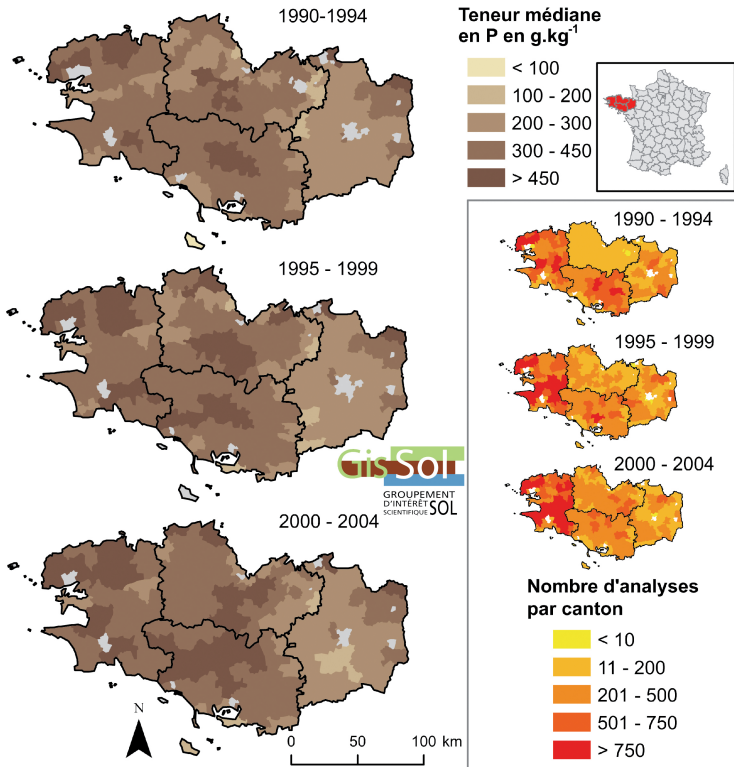 1990-1994
Teneur médiane
en P en g.kg-1
< 100
100 - 200
200 - 300
300 - 450
> 450
1995 - 1999
2000 - 2004
GisSol
GROUPEMENT
D'INTÉRÊT
SCIENTIFIQUE SOL
N
0 50 100 km
1990 - 1994
1995 - 1999
2000 - 2004
Nombre d'analyses
par canton
< 10
11 - 200
201 - 500
501 - 750
> 750